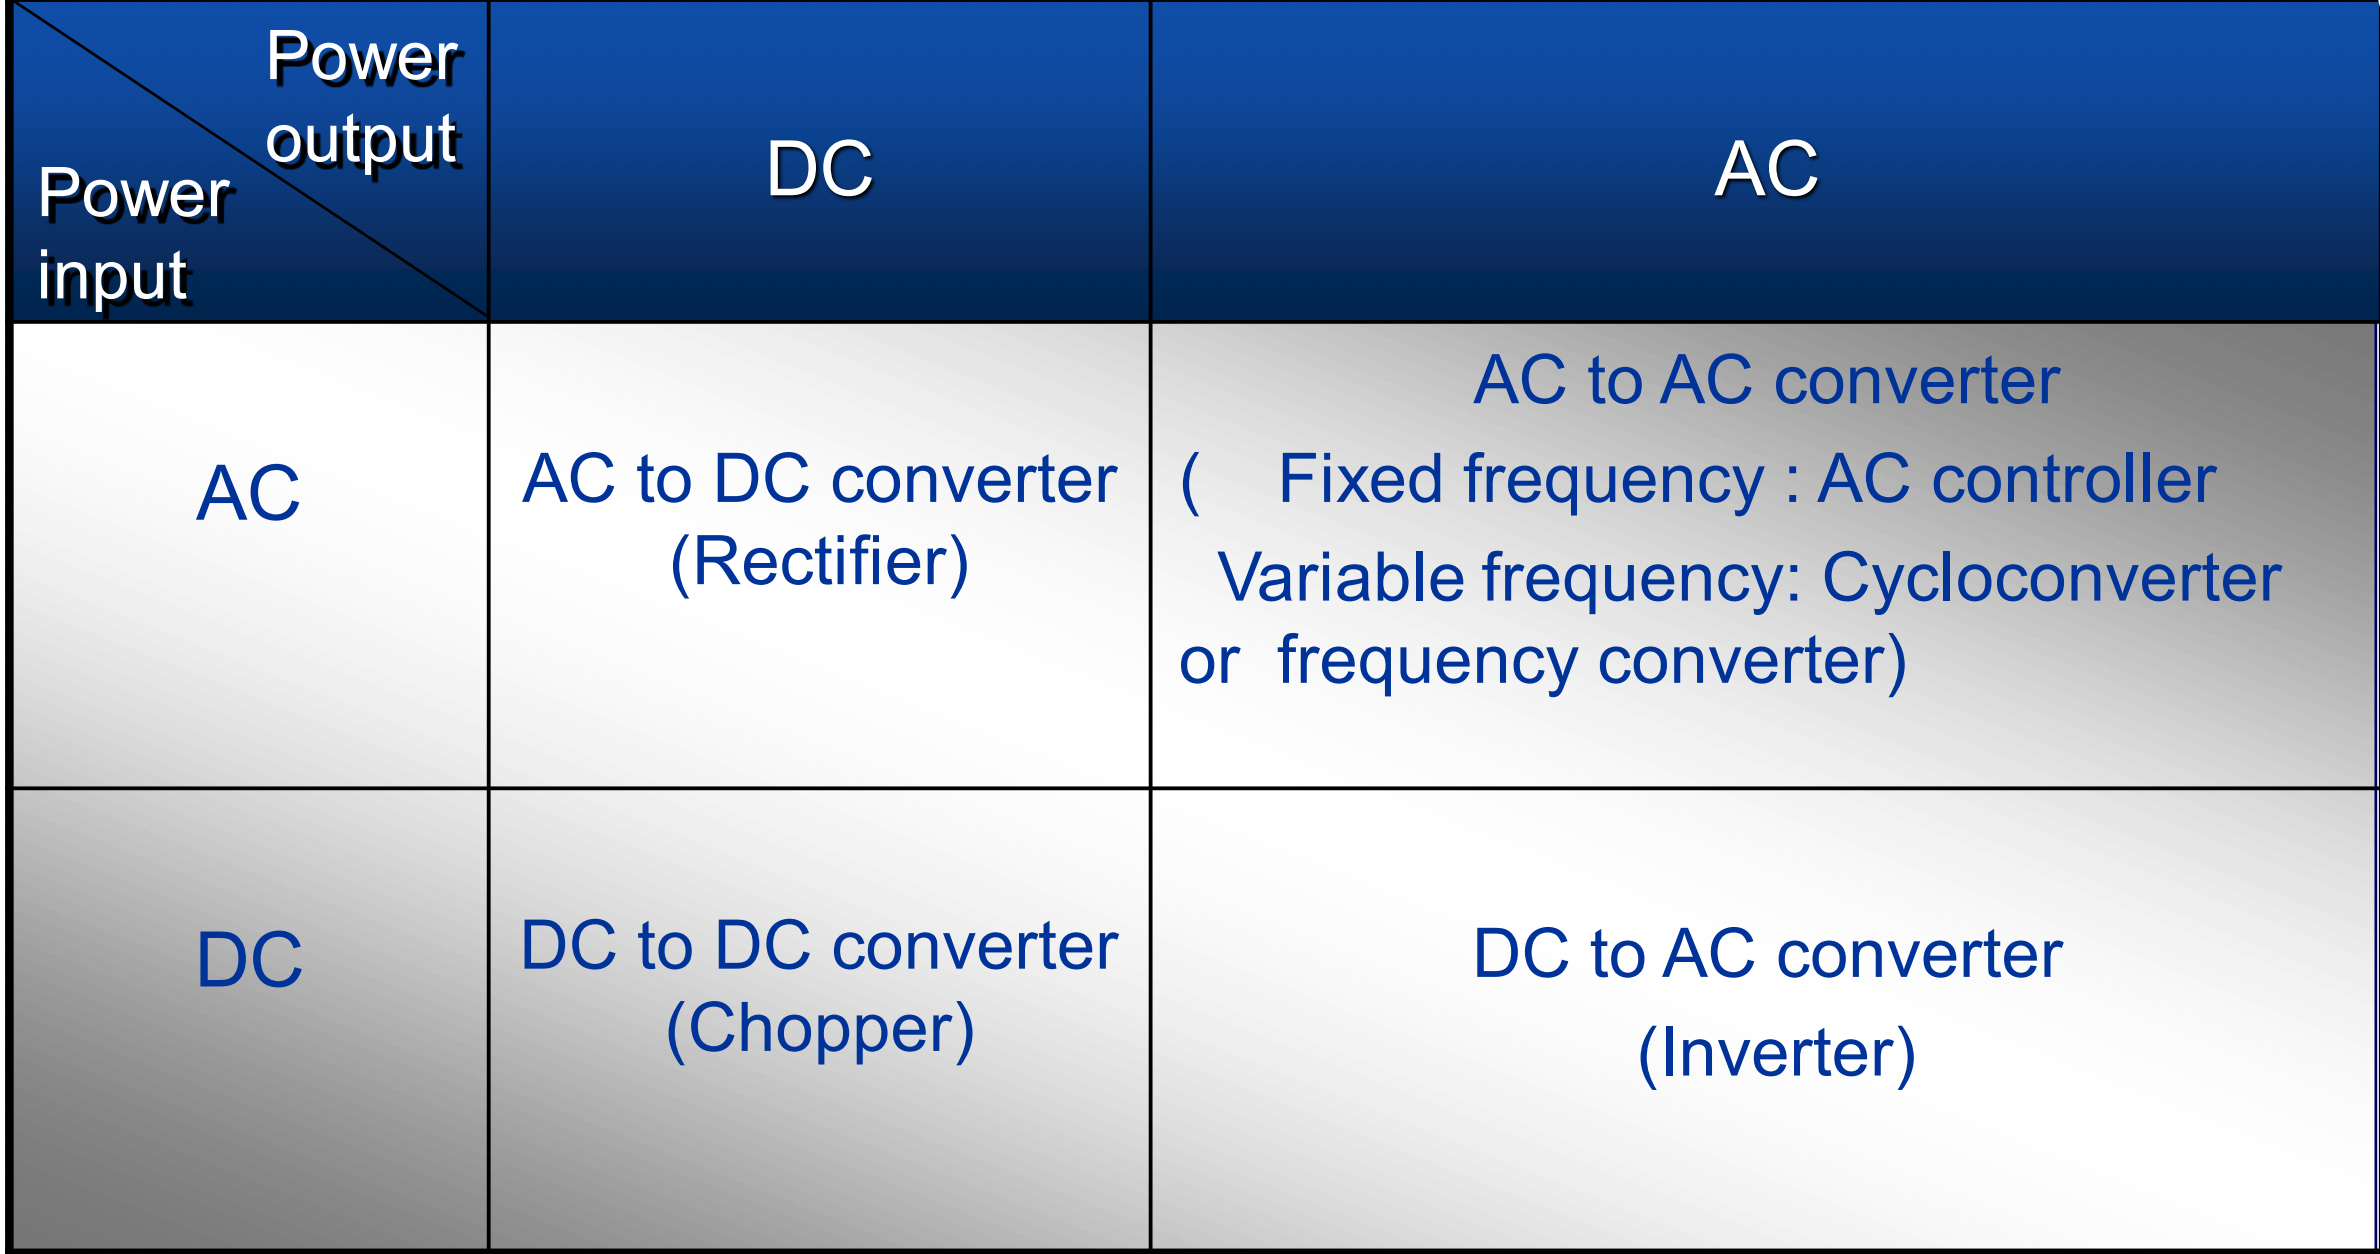 Power
output
Power
input
DC
AC
AC
AC to DC converter
(Rectifier)
AC to AC converter
( Fixed frequency : AC controller
Variable frequency: Cycloconverter
or frequency converter)
DC
DC to DC converter
(Chopper)
DC to AC converter
(Inverter)